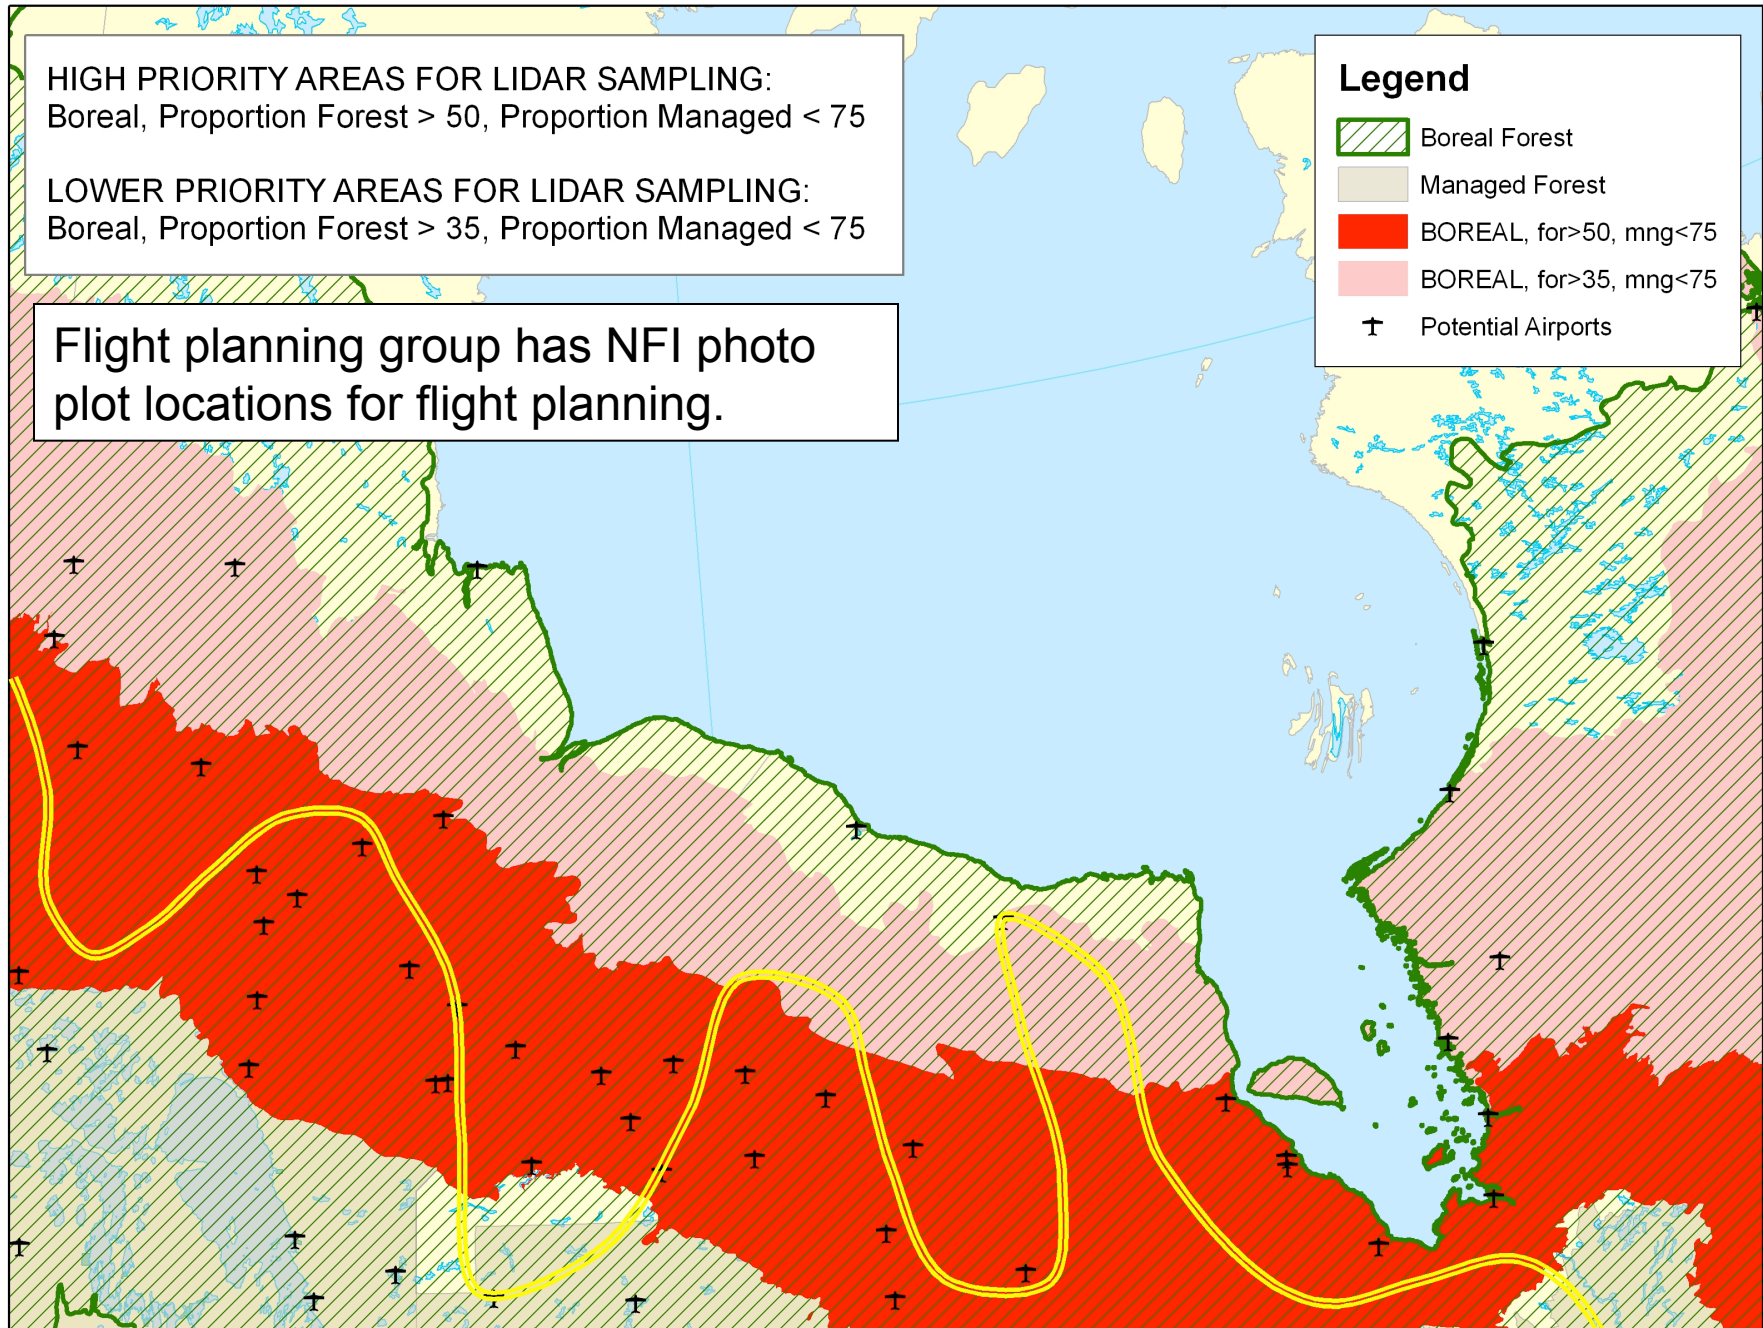 HIGH PRIORITY AREAS FOR LIDAR SAMPLING:
Boreal, Proportion Forest > 50, Proportion Managed < 75
LOWER PRIORITY AREAS FOR LIDAR SAMPLING:
Boreal, Proportion Forest > 35, Proportion Managed < 75
Flight planning group has NFI photo
plot locations for flight planning.
Legend
Boreal Forest
Managed Forest
BOREAL, for>50, mng<75
BOREAL, for>35, mng<75
Potential Airports